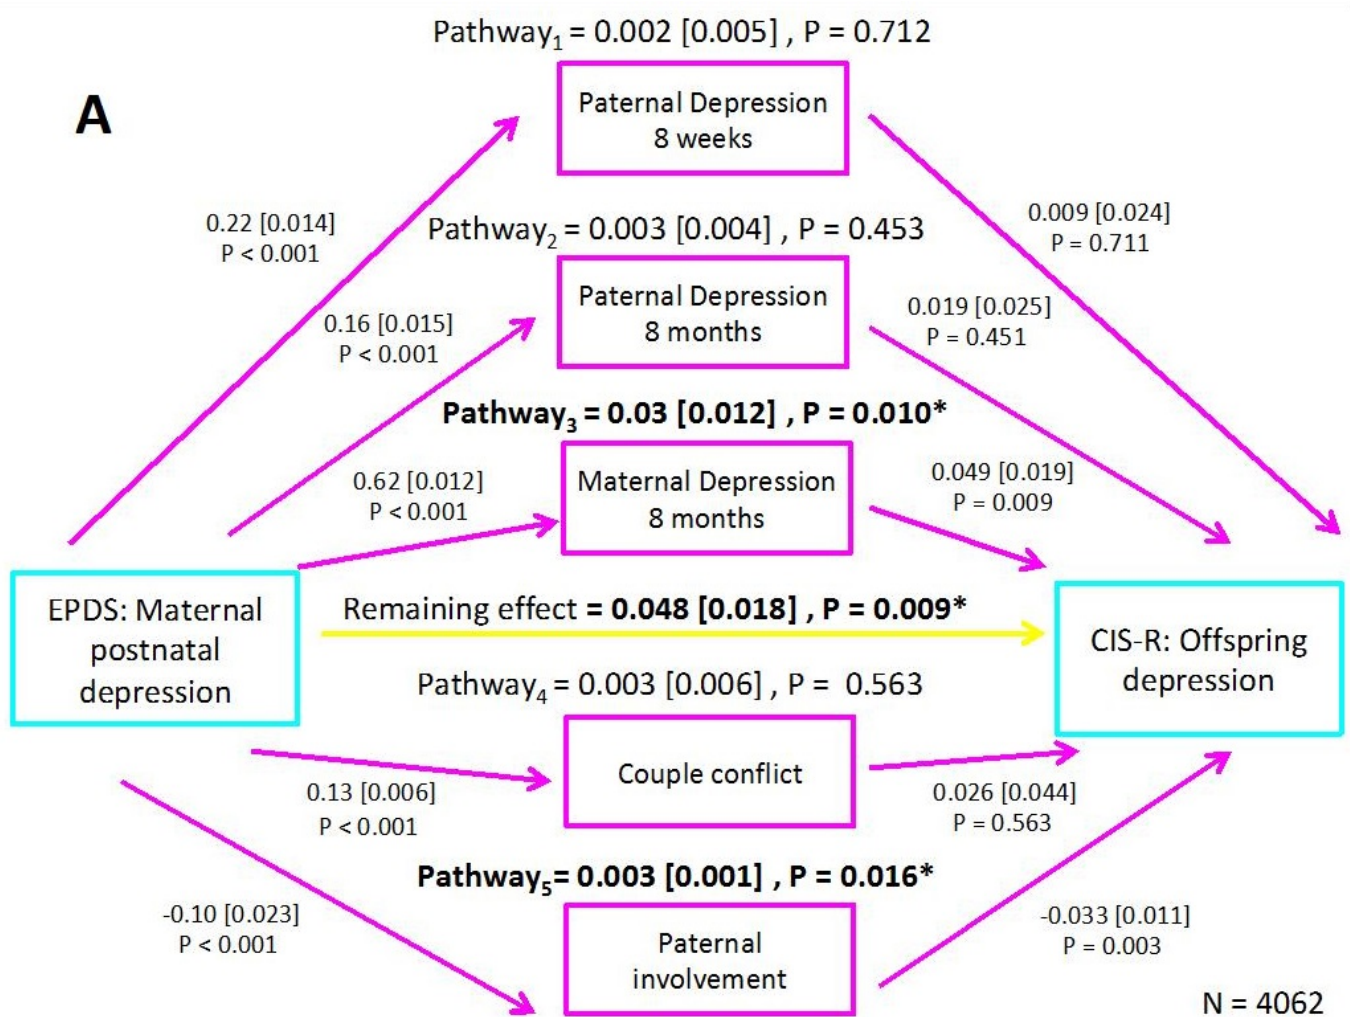 Pathway₁ = 0.002 [0.005] , P = 0.712
A
Paternal Depression
8 weeks
0.22 [0.014]
P < 0.001
0.009 [0.024]
P = 0.711
Pathway₂ = 0.003 [0.004] , P = 0.453
Paternal Depression
8 months
0.16 [0.015]
P < 0.001
0.019 [0.025]
P = 0.451
Pathway₃ = 0.03 [0.012] , P = 0.010*
Maternal Depression
8 months
0.62 [0.012]
P < 0.001
0.049 [0.019]
P = 0.009
EPDS: Maternal
postnatal
depression
Remaining effect = 0.048 [0.018] , P = 0.009*
CIS-R: Offspring
depression
Pathway₄ = 0.003 [0.006] , P =  0.563
Couple conflict
0.13 [0.006]
P < 0.001
0.026 [0.044]
P = 0.563
Pathway₅= 0.003 [0.001] , P = 0.016*
Paternal
involvement
-0.10 [0.023]
P < 0.001
-0.033 [0.011]
P = 0.003
N = 4062